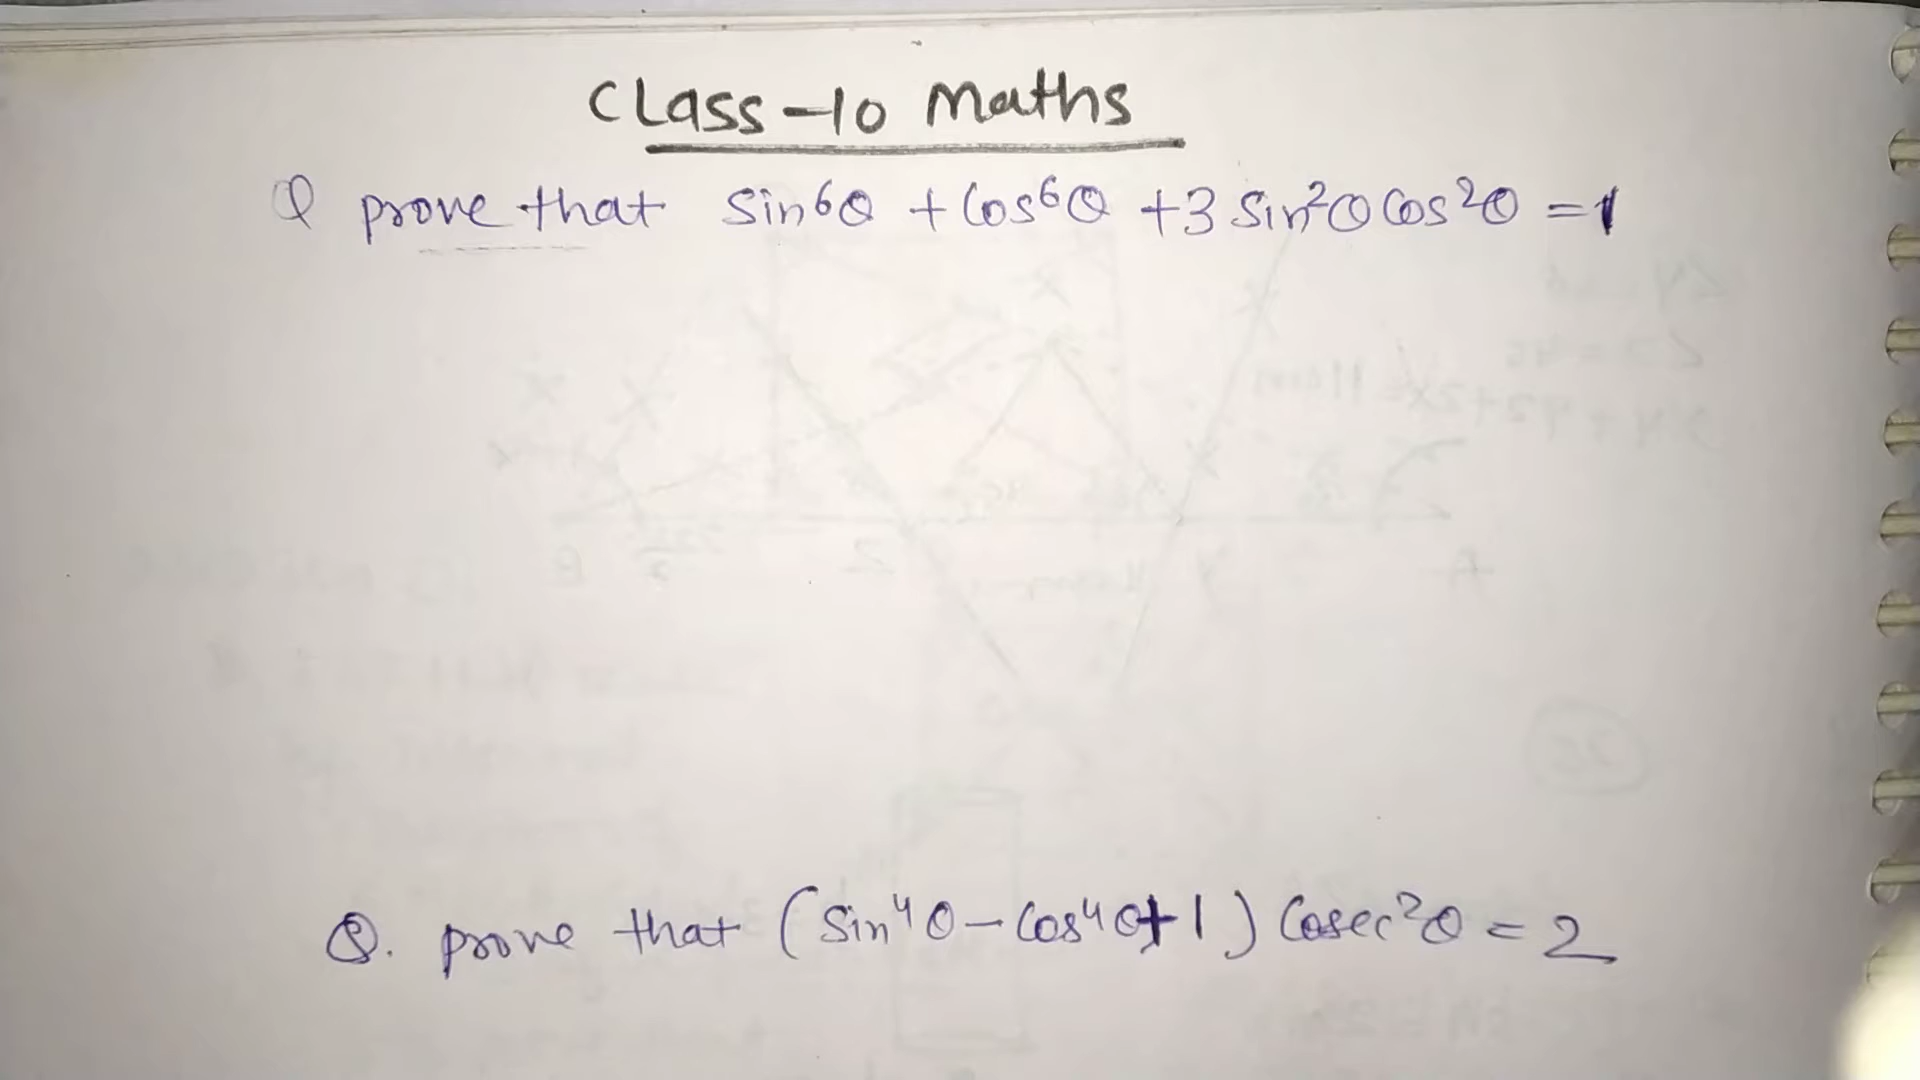 Class-10 Maths
Q prove that sin⁶θ + Cos⁶θ + 3 Sin²θ Cos²θ = 1
Q. prove that (Sin⁴θ - Cos⁴θ + 1) Cosec²θ = 2